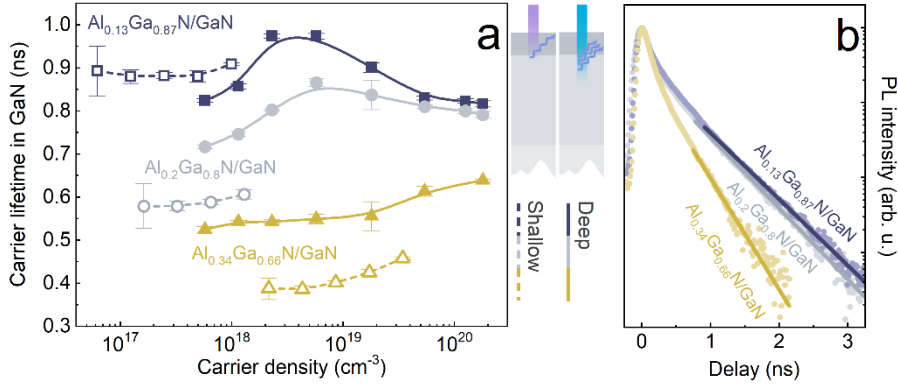 a
Al0.13Ga0.87N/GaN
Al0.2Ga0.8N/GaN
Al0.34Ga0.66N/GaN
Carrier lifetime in GaN (ns)
1.0
0.9
0.8
0.7
0.6
0.5
0.4
0.3
10^17
10^18
10^19
10^20
Carrier density (cm^-3)
Shallow
Deep
b
Al0.13Ga0.87N/GaN
Al0.2Ga0.8N/GaN
Al0.34Ga0.66N/GaN
PL intensity (arb. u.)
0
1
2
3
Delay (ns)